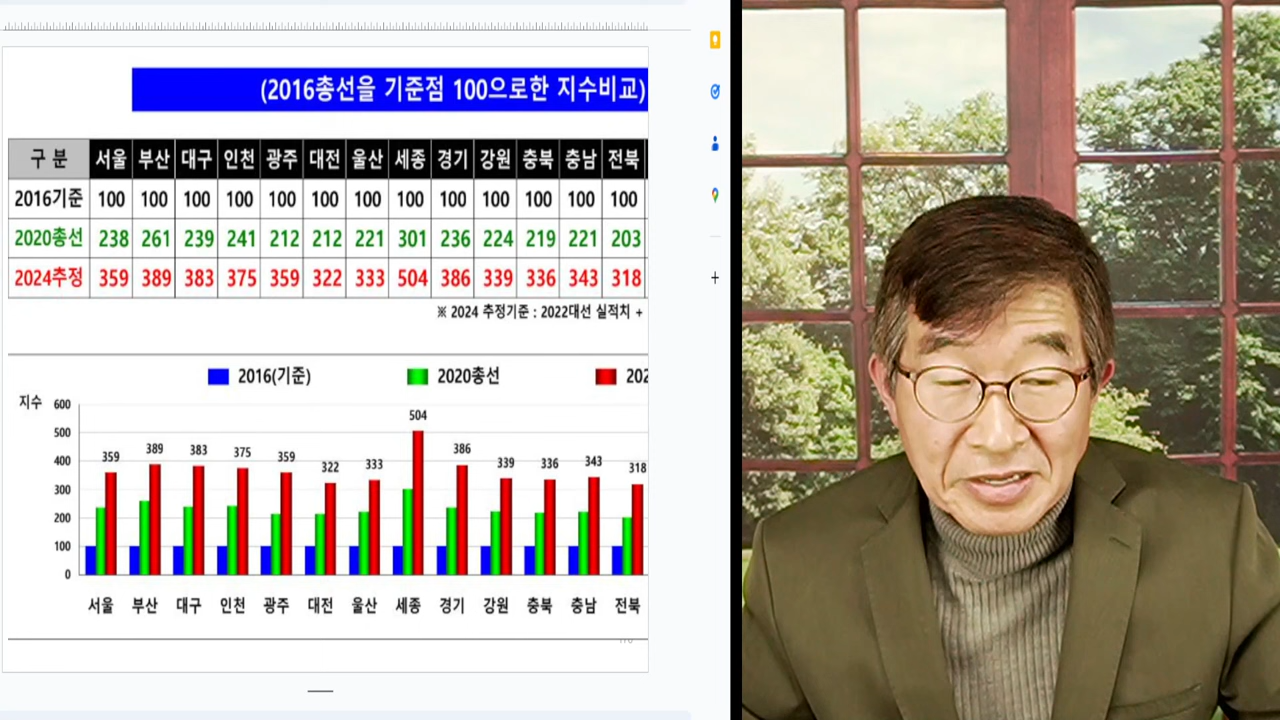 (2016총선을 기준점 100으로한 지수비교)
구 분 서울 부산 대구 인천 광주 대전 울산 세종 경기 강원 충북 충남 전북
2016기준 100 100 100 100 100 100 100 100 100 100 100 100 100
2020총선 238 261 239 241 212 212 221 301 236 224 219 221 203
2024추정 359 389 383 375 359 322 333 504 386 339 336 343 318
※ 2024 추정기준 : 2022대선 실적치 +
2016(기준) 2020총선 202
지수
600
500
400
300
200
100
0
359 389 383 375 359 322 333 504 386 339 336 343 318
서울 부산 대구 인천 광주 대전 울산 세종 경기 강원 충북 충남 전북